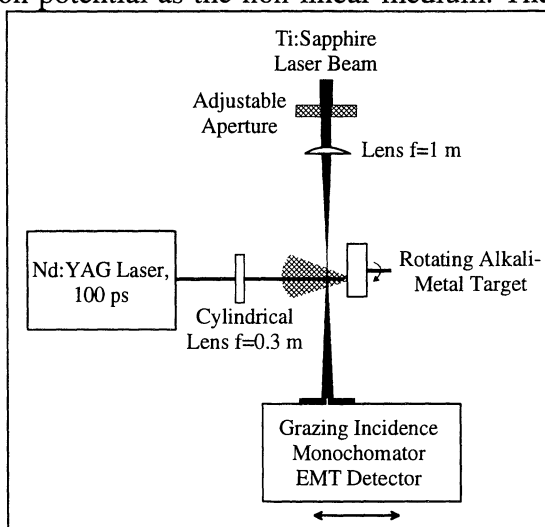 on potential as the non-linear medium. The
Ti:Sapphire
Laser Beam
Adjustable
Aperture
Lens f=1 m
Nd:YAG Laser,
100 ps
Cylindrical
Lens f=0.3 m
Rotating Alkali-
Metal Target
Grazing Incidence
Monochomator
EMT Detector